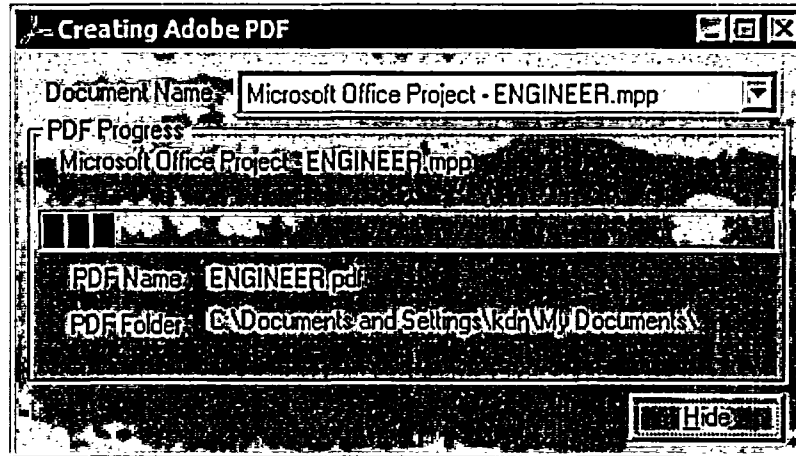 Creating Adobe PDF
Document Name: Microsoft Office Project - ENGINEER.mpp
PDF Progress
Microsoft Office Project - ENGINEER.mpp
PDF Name: ENGINEER.pdf
PDF Folder: C:\Documents and Settings\kdn\My Documents\
Hide